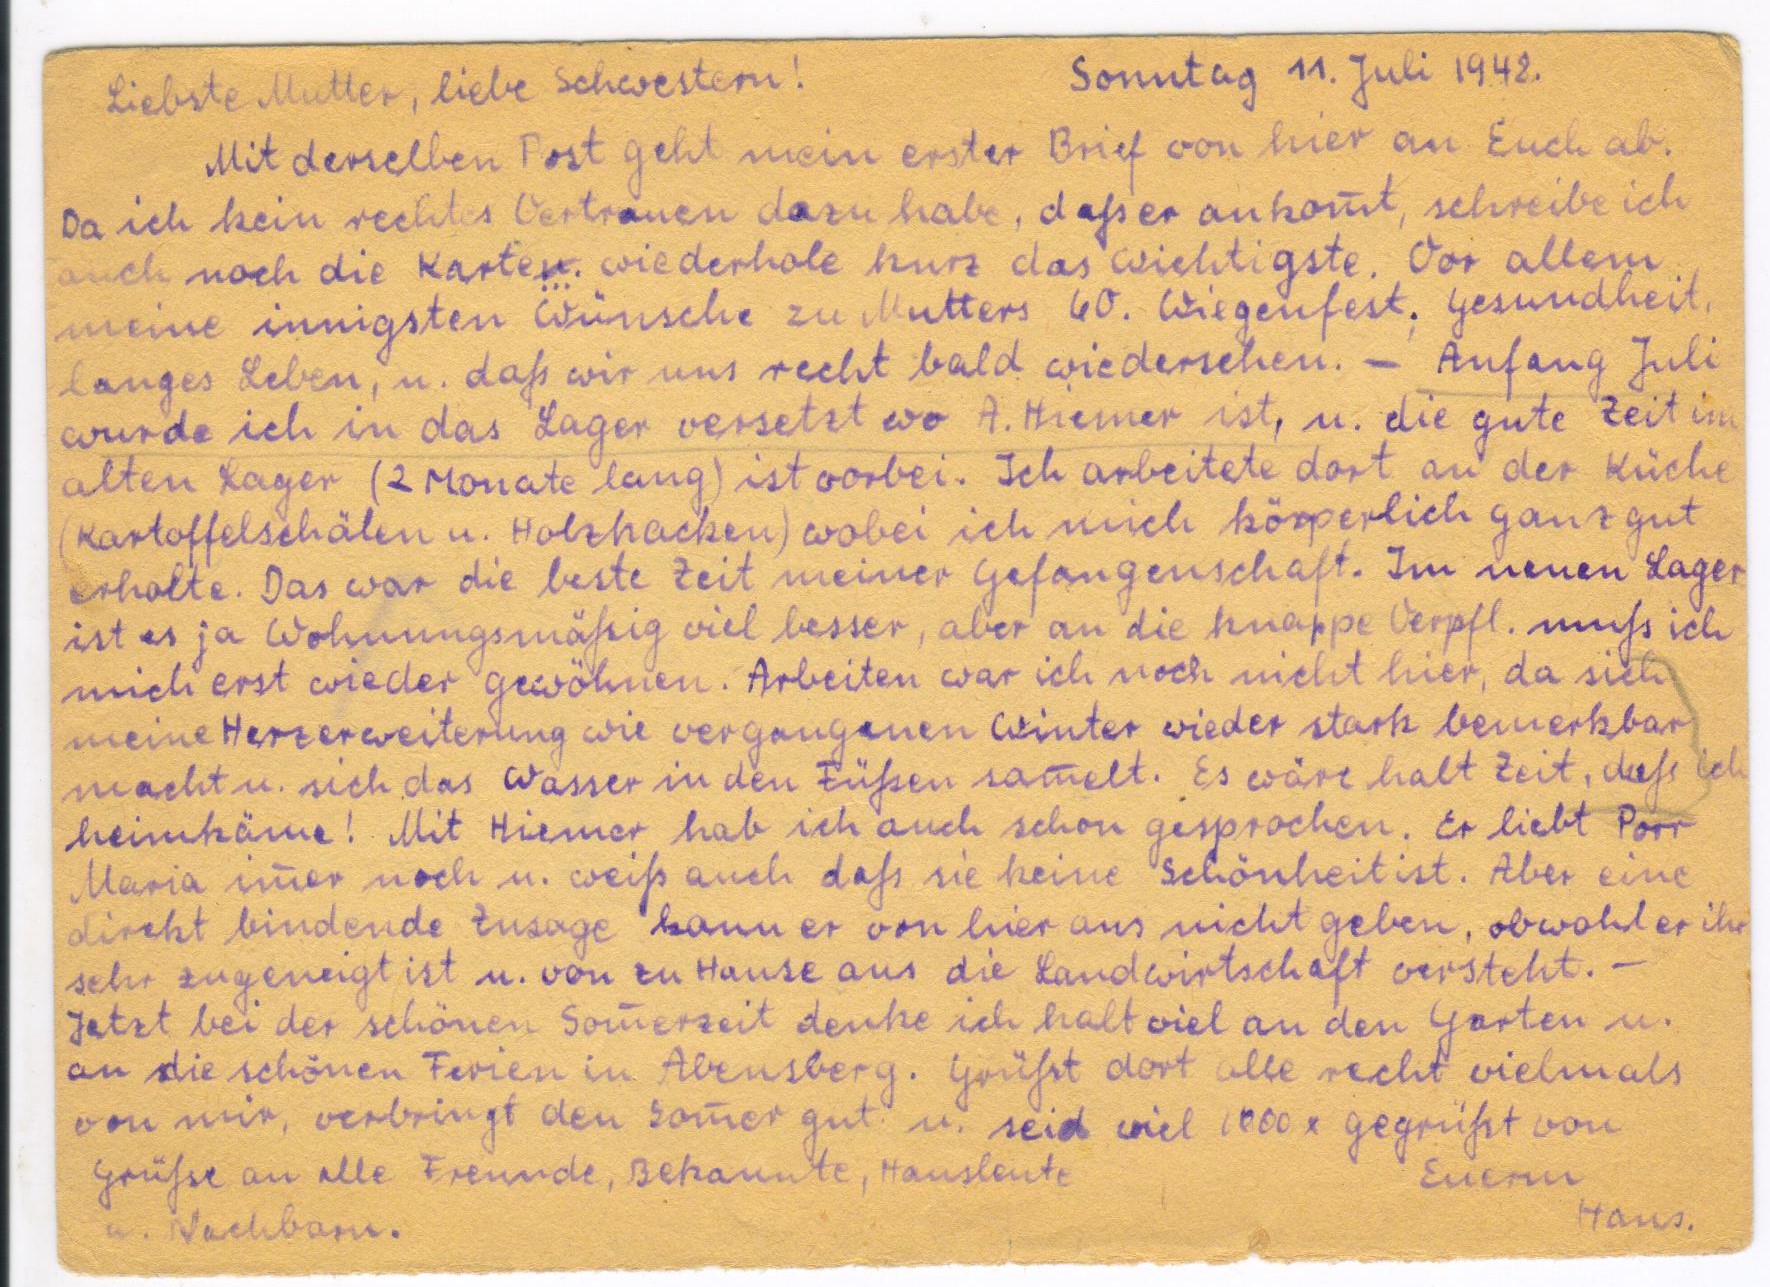 Liebste Mutter, liebe Schwestern! Sonntag 11. Juli 1948.
Mit derselben Post geht mein erster Brief von hier an Euch ab.
Da ich kein rechtes Vertrauen dazu habe, daß er ankom̄t, schreibe ich
auch noch die Karte u. wiederhole kurz das Wichtigste. Vor allem
meine innigsten Wünsche zu Mutters 60. Wiegenfest, Gesundheit,
langes Leben, u. daß wir uns recht bald wiedersehen. – Anfang Juli
wurde ich in das Lager versetzt wo A. Hiemer ist, u. die gute Zeit im
alten Lager (2 Monate lang) ist vorbei. Ich arbeitete dort an der Küche
(Kartoffelschälen u. Holzhacken) wobei ich mich körperlich ganz gut
erholte. Das war die beste Zeit meiner Gefangenschaft. Im neuen Lager
ist es ja Wohnungsmäßig viel besser, aber an die knappe Verpfl. muß ich
mich erst wieder gewöhnen. Arbeiten war ich noch nicht hier, da sich
meine Herzerweiterung wie vergangenen Winter wieder stark bemerkbar
macht u. sich das Wasser in den Füßen sam̄elt. Es wäre halt Zeit, daß ich
heimkäme! Mit Hiemer hab ich auch schon gesprochen. Er liebt Porr
Maria im̄er noch u. weiß auch daß sie keine Schönheit ist. Aber eine
direkt bindende Zusage kann er von hier aus nicht geben, obwohl er ihr
sehr zugeneigt ist u. von zu Hause aus die Landwirtschaft versteht. –
Jetzt bei der schönen Som̄erzeit denke ich halt viel an den Garten u.
an die schönen Ferien in Abensberg. Grüßt dort alle recht vielmals
von mir, verbringt den Som̄er gut u. seid viel 1000 x gegrüßt von
Grüße an alle Freunde, Bekannte, Hausleute Euerm
u. Nachbarn. Hans.